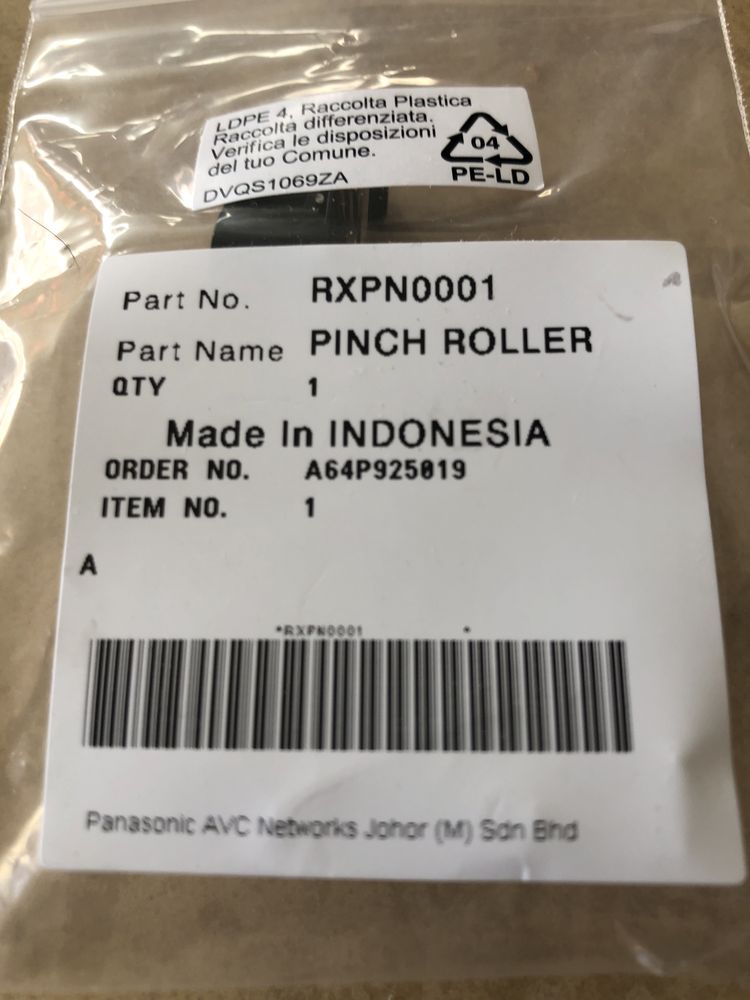 LDPE 4, Raccolta Plastica
Raccolta differenziata.
Verifica le disposizioni
del tuo Comune.
DVQS1069ZA
04
PE-LD
Part No. RXPN0001
Part Name PINCH ROLLER
QTY 1
Made In INDONESIA
ORDER NO. A64P925019
ITEM NO. 1
A
*RXPN0001 *
Panasonic AVC Networks Johor (M) Sdn Bhd